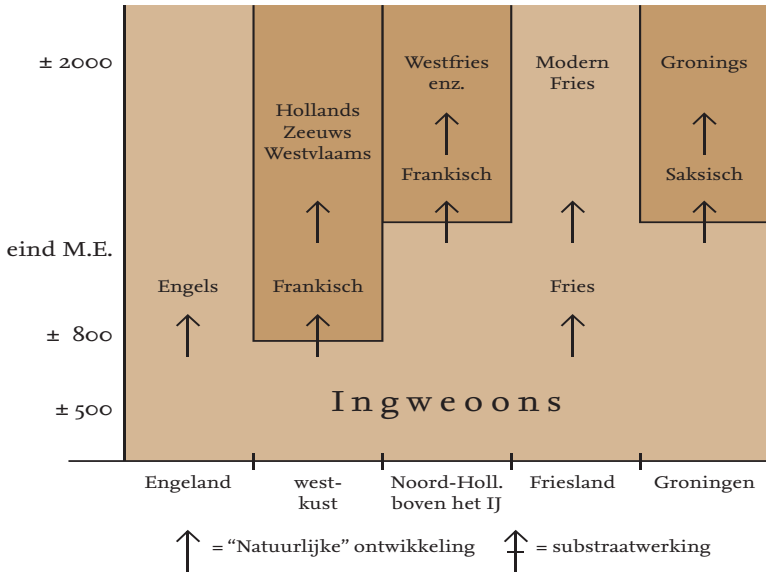 ± 2000
Westfries
enz.
Modern
Fries
Gronings
Hollands
Zeeuws
Westvlaams
Frankisch
Saksisch
eind M.E.
Engels
Frankisch
Fries
± 800
Ingweoons
± 500
Engeland
west-
kust
Noord-Holl.
boven het IJ
Friesland
Groningen
= “Natuurlijke” ontwikkeling
= substraatwerking